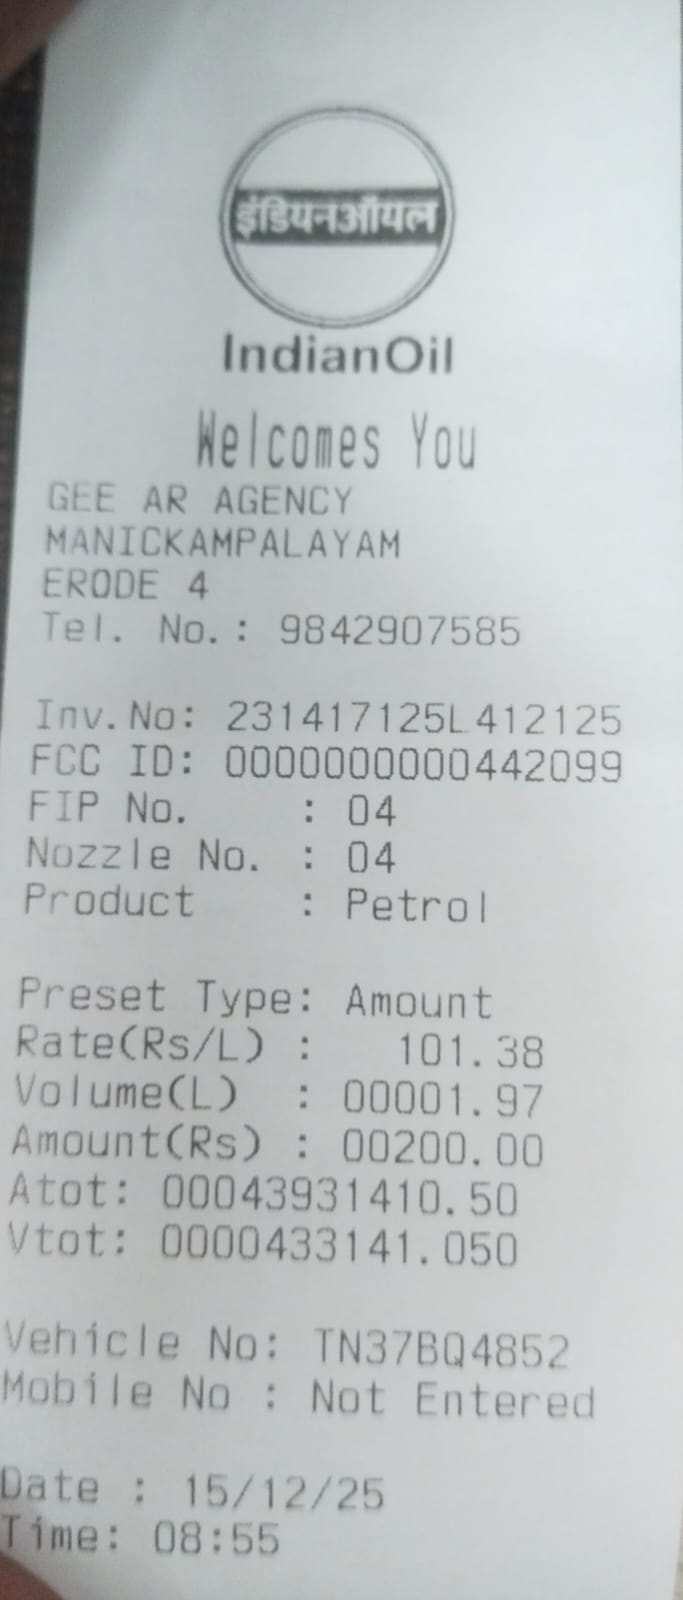 इंडियनऑयल
IndianOil
Welcomes You
GEE AR AGENCY
MANICKAMPALAYAM
ERODE 4
Tel. No.: 9842907585
Inv.No: 231417125L412125
FCC ID: 0000000000442099
FIP No. : 04
Nozzle No. : 04
Product : Petrol
Preset Type: Amount
Rate(Rs/L) : 101.38
Volume(L) : 00001.97
Amount(Rs) : 00200.00
Atot: 00043931410.50
Vtot: 0000433141.050
Vehicle No: TN37BQ4852
Mobile No : Not Entered
Date : 15/12/25
Time: 08:55